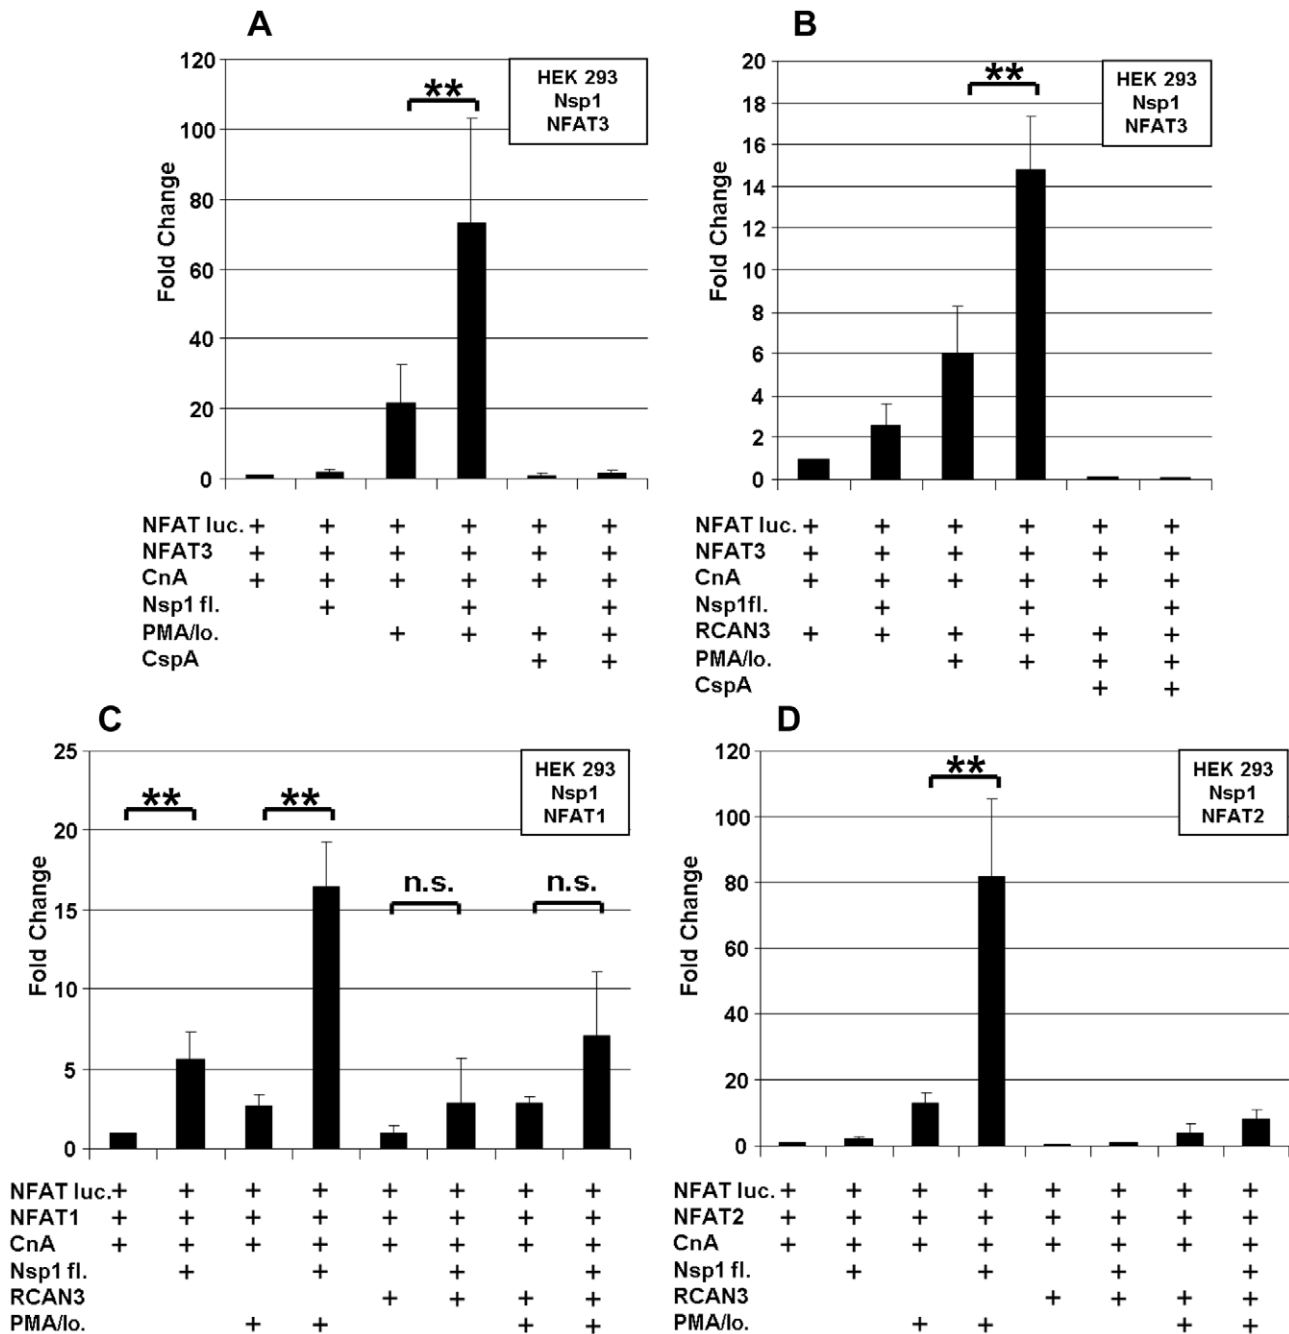 A
120
100
80
60
40
20
0
Fold Change
**
HEK 293
Nsp1
NFAT3
NFAT luc. + + + + + +
NFAT3 + + + + + +
CnA + + + + + +
Nsp1 fl. + + +
PMA/Io. + + + +
CspA + +
B
20
18
16
14
12
10
8
6
4
2
0
Fold Change
**
HEK 293
Nsp1
NFAT3
NFAT luc. + + + + + +
NFAT3 + + + + + +
CnA + + + + + +
Nsp1fl. + + +
RCAN3 + + + + + +
PMA/Io. + + + +
CspA + +
C
25
20
15
10
5
0
Fold Change
** ** n.s. n.s.
HEK 293
Nsp1
NFAT1
NFAT luc. + + + + + + + +
NFAT1 + + + + + + + +
CnA + + + + + + + +
Nsp1 fl. + + + +
RCAN3 + + + +
PMA/Io. + + + +
D
120
100
80
60
40
20
0
Fold Change
**
HEK 293
Nsp1
NFAT2
NFAT luc. + + + + + + + +
NFAT2 + + + + + + + +
CnA + + + + + + + +
Nsp1 fl. + + + +
RCAN3 + + + +
PMA/Io. + + + +